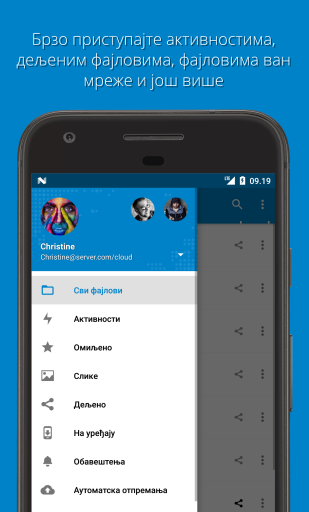 Брзо приступајте активностима,
дељеним фајловима, фајловима ван
мреже и још више
09.19
Christine
Christine@server.com/cloud
Сви фајлови
Активности
Омиљено
Слике
Дељено
На уређају
Обавештења
Аутоматска отпремања